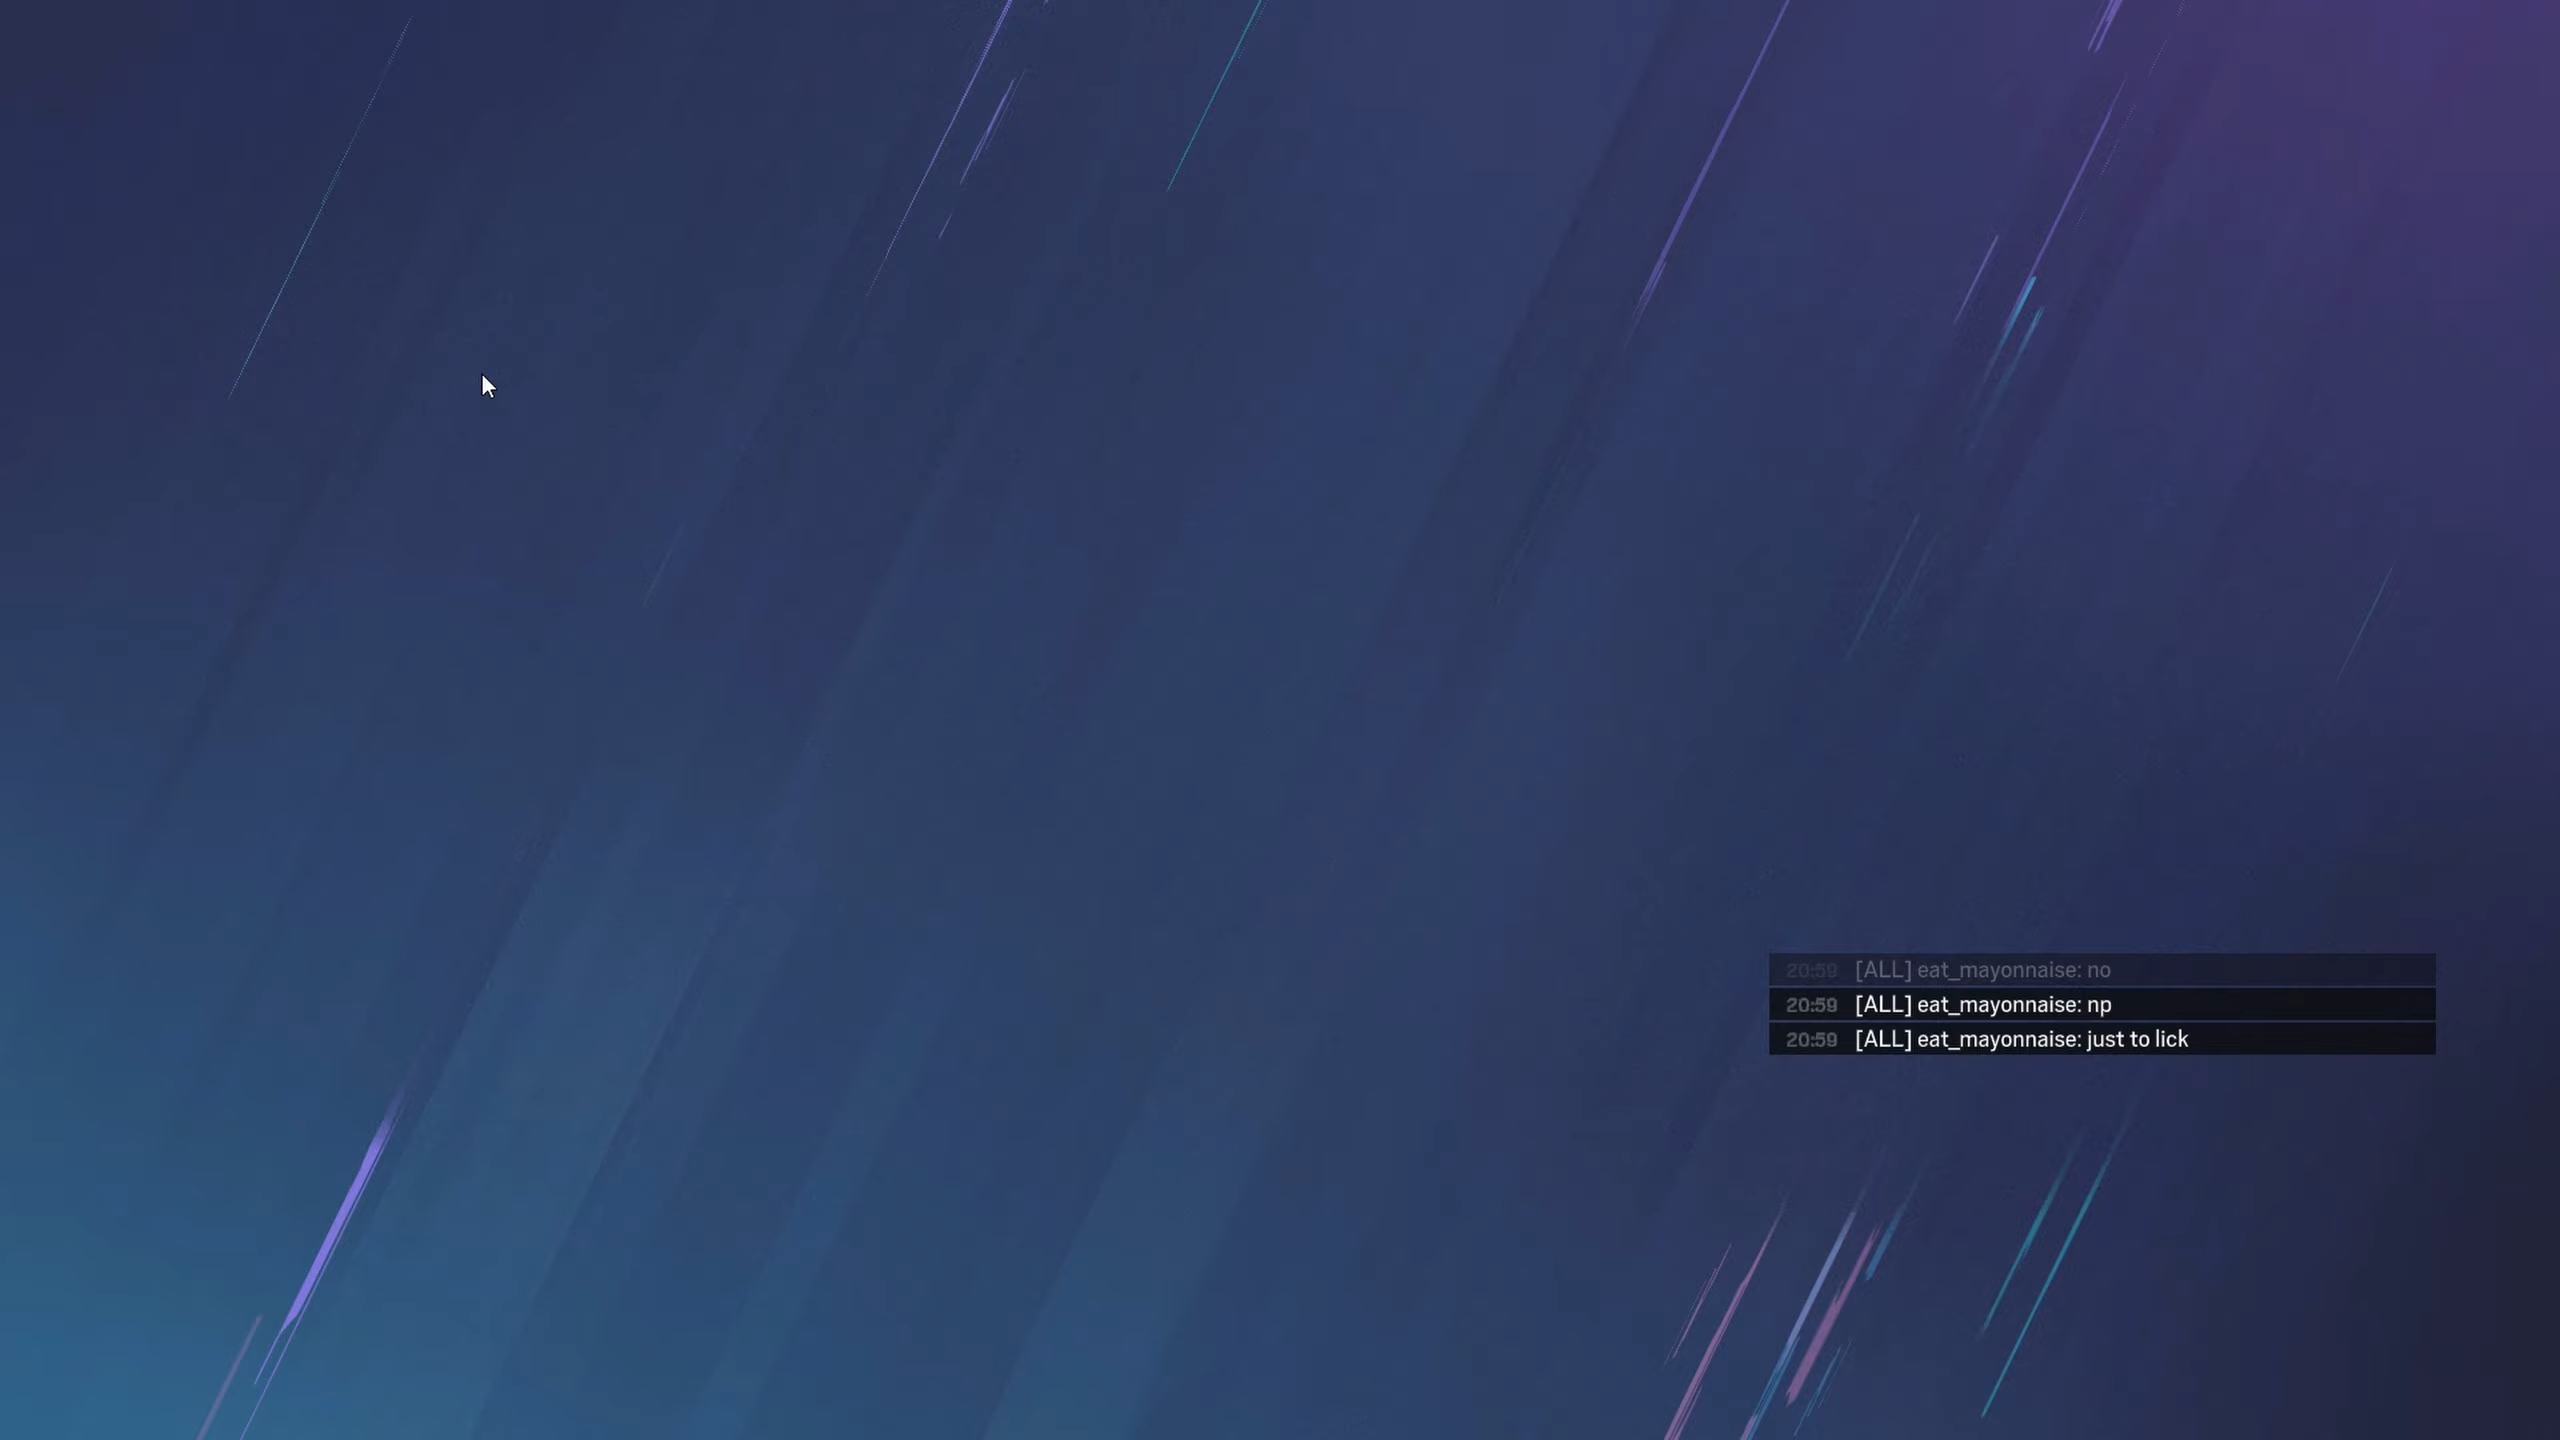 20:59 [ALL] eat_mayonnaise: no
20:59 [ALL] eat_mayonnaise: np
20:59 [ALL] eat_mayonnaise: just to lick